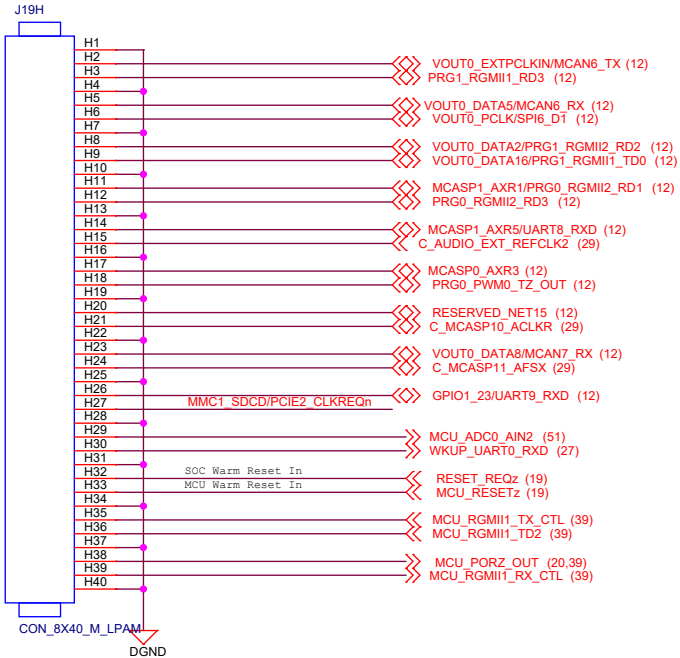 J19H
H1
H2 VOUT0_EXTPCLKIN/MCAN6_TX (12)
H3 PRG1_RGMII1_RD3 (12)
H4
H5 VOUT0_DATA5/MCAN6_RX (12)
H6 VOUT0_PCLK/SPI6_D1 (12)
H7
H8 VOUT0_DATA2/PRG1_RGMII2_RD2 (12)
H9 VOUT0_DATA16/PRG1_RGMII1_TD0 (12)
H10
H11 MCASP1_AXR1/PRG0_RGMII2_RD1 (12)
H12 PRG0_RGMII2_RD3 (12)
H13
H14 MCASP1_AXR5/UART8_RXD (12)
H15 C_AUDIO_EXT_REFCLK2 (29)
H16
H17 MCASP0_AXR3 (12)
H18 PRG0_PWM0_TZ_OUT (12)
H19
H20 RESERVED_NET15 (12)
H21 C_MCASP10_ACLKR (29)
H22
H23 VOUT0_DATA8/MCAN7_RX (12)
H24 C_MCASP11_AFSX (29)
H25
H26 GPIO1_23/UART9_RXD (12)
H27 MMC1_SDCD/PCIE2_CLKREQn
H28
H29 MCU_ADC0_AIN2 (51)
H30 WKUP_UART0_RXD (27)
H31
H32 SOC Warm Reset In RESET_REQz (19)
H33 MCU Warm Reset In MCU_RESETz (19)
H34
H35 MCU_RGMII1_TX_CTL (39)
H36 MCU_RGMII1_TD2 (39)
H37
H38 MCU_PORZ_OUT (20,39)
H39 MCU_RGMII1_RX_CTL (39)
H40
CON_8X40_M_LPAM
DGND